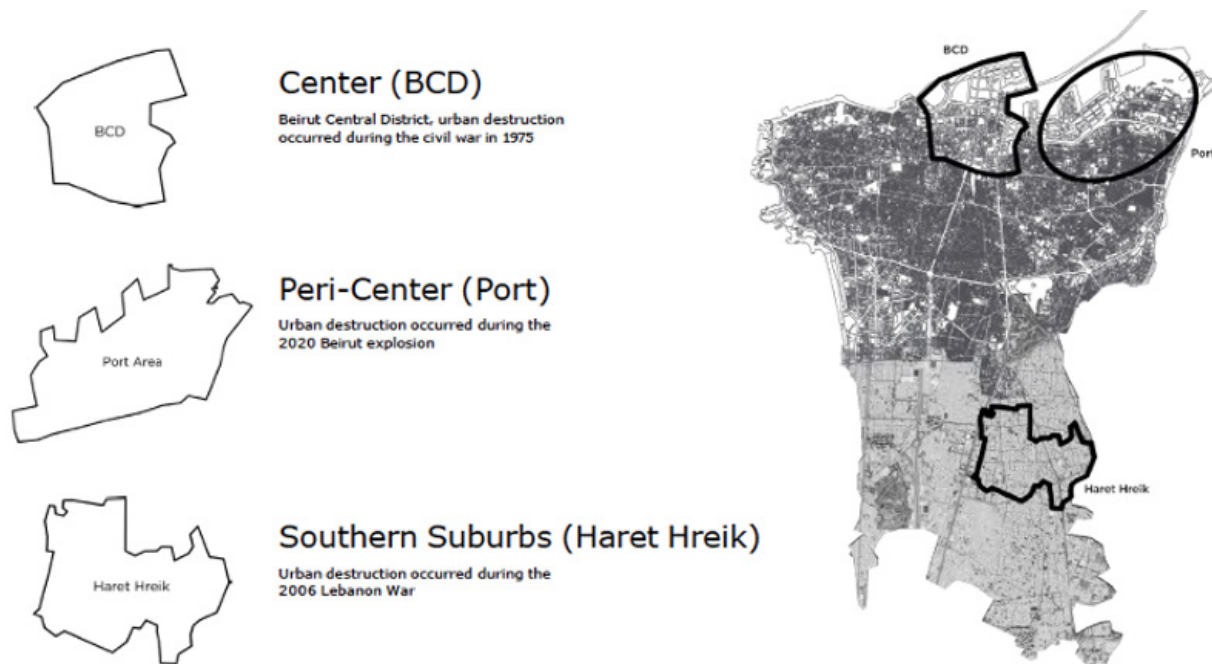 BCD
Center (BCD)
Beirut Central District, urban destruction
occurred during the civil war in 1975
Port Area
Peri-Center (Port)
Urban destruction occurred during the
2020 Beirut explosion
Haret Hreik
Southern Suburbs (Haret Hreik)
Urban destruction occurred during the
2006 Lebanon War
BCD
Port
Haret Hreik